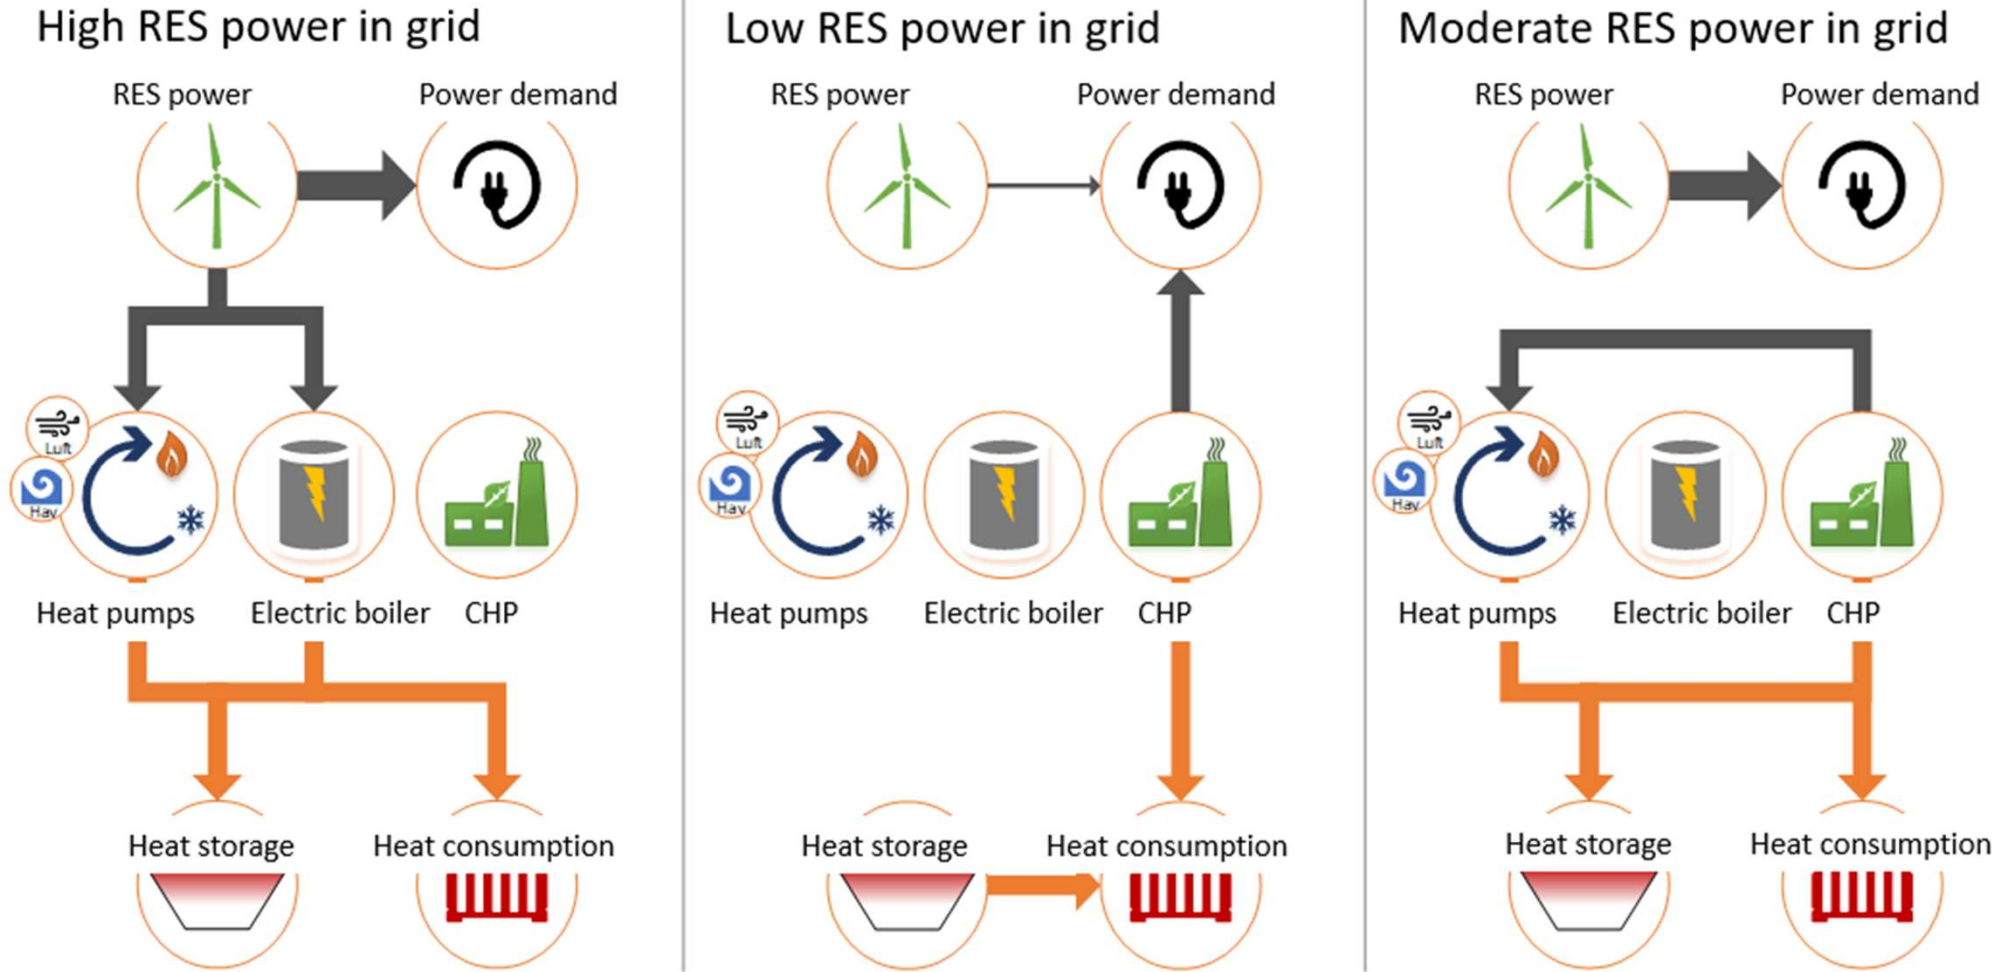 High RES power in grid
RES power
Power demand
Luft
Hav
Heat pumps
Electric boiler
CHP
Heat storage
Heat consumption
Low RES power in grid
RES power
Power demand
Luft
Hav
Heat pumps
Electric boiler
CHP
Heat storage
Heat consumption
Moderate RES power in grid
RES power
Power demand
Luft
Hav
Heat pumps
Electric boiler
CHP
Heat storage
Heat consumption